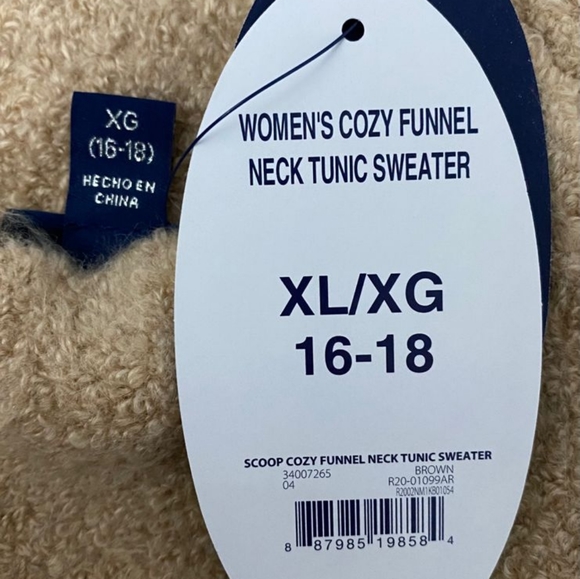 XG
(16-18)
HECHO EN
CHINA
WOMEN'S COZY FUNNEL
NECK TUNIC SWEATER
XL/XG
16-18
SCOOP COZY FUNNEL NECK TUNIC SWEATER
34007265 BROWN
04 R20-01099AR
R2002NM1KB01054
8 87985 19858 4